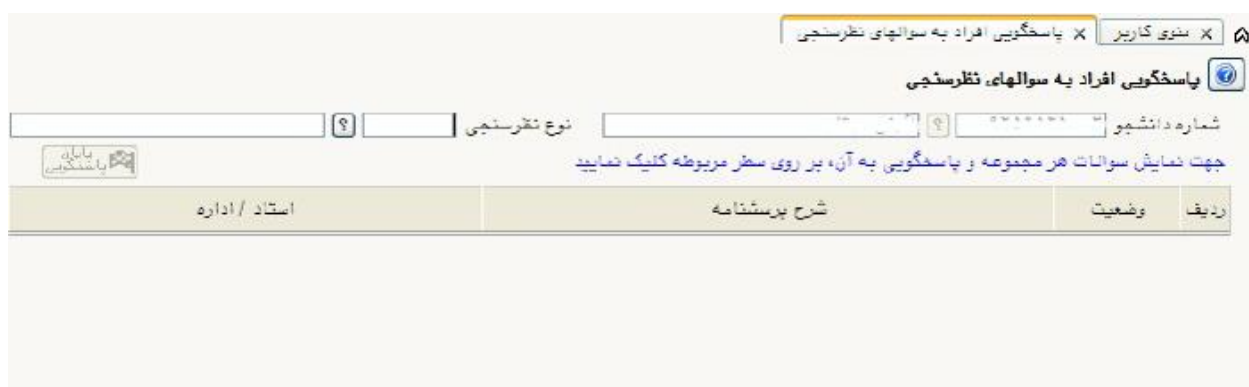 منوی کاربر پاسخگویی افراد به سوالهای نظرسنجی
پاسخگویی افراد به سوالهای نظرسنجی
شماره دانشجو ؟ نوع نظرسنجی ؟
جهت نمایش سوالات هر مجموعه و پاسخگویی به آن، بر روی سطر مربوطه کلیک نمایید
پایان پاسخگویی
ردیف وضعیت شرح پرسشنامه استاد / اداره